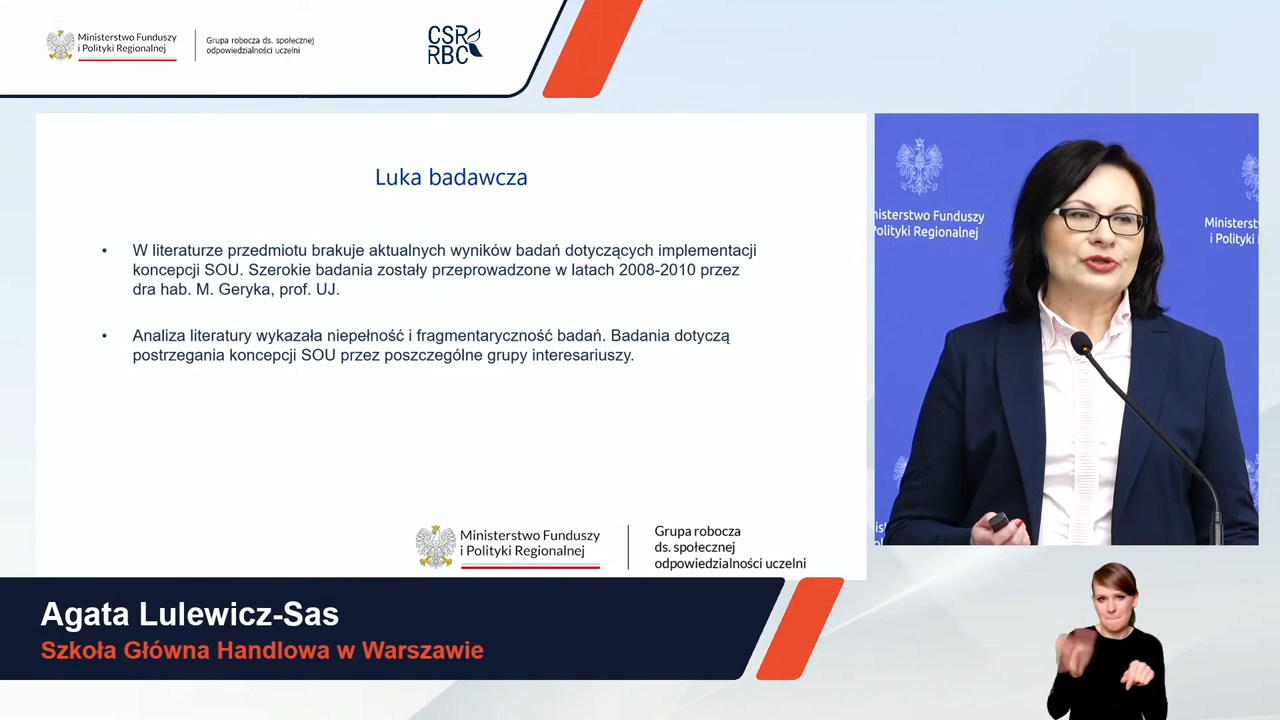 Ministerstwo Funduszy
i Polityki Regionalnej
Grupa robocza ds. społecznej
odpowiedzialności uczelni
CSR
RBC
Luka badawcza
• W literaturze przedmiotu brakuje aktualnych wyników badań dotyczących implementacji
koncepcji SOU. Szerokie badania zostały przeprowadzone w latach 2008-2010 przez
dra hab. M. Geryka, prof. UJ.
• Analiza literatury wykazała niepełność i fragmentaryczność badań. Badania dotyczą
postrzegania koncepcji SOU przez poszczególne grupy interesariuszy.
Ministerstwo Funduszy
i Polityki Regionalnej
Grupa robocza
ds. społecznej
odpowiedzialności uczelni
nisterstwo Funduszy
Polityki Regionalnej
Ministerst
i Polityki
Agata Lulewicz-Sas
Szkoła Główna Handlowa w Warszawie